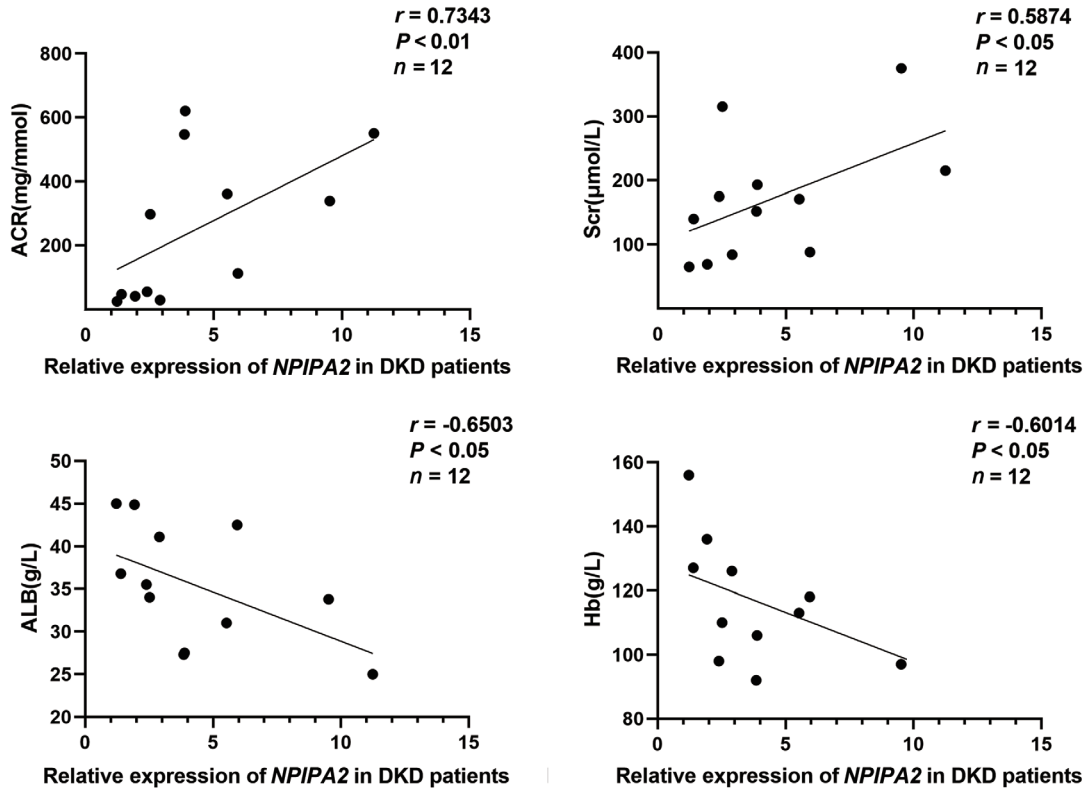 r = 0.7343
P < 0.01
n = 12
800
600
400
200
ACR(mg/mmol)
0 5 10 15
Relative expression of NPIPA2 in DKD patients
r = 0.5874
P < 0.05
n = 12
400
300
200
100
Scr(μmol/L)
0 5 10 15
Relative expression of NPIPA2 in DKD patients
r = -0.6503
P < 0.05
n = 12
50
45
40
35
30
25
20
ALB(g/L)
0 5 10 15
Relative expression of NPIPA2 in DKD patients
r = -0.6014
P < 0.05
n = 12
160
140
120
100
80
Hb(g/L)
0 5 10 15
Relative expression of NPIPA2 in DKD patients